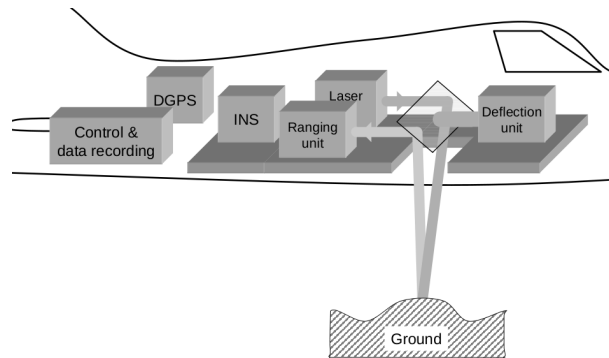 DGPS
Laser
INS
Ranging
unit
Deflection
unit
Control &
data recording
Ground